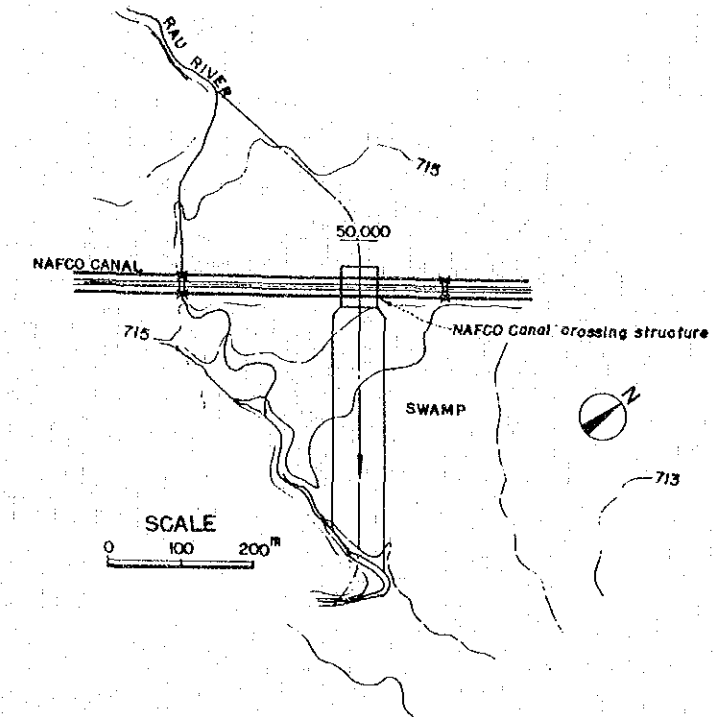 RAU RIVER
715
50.000
NAFCO CANAL
NAFCO Canal crossing structure
715
SWAMP
N
713
SCALE
0 100 200m